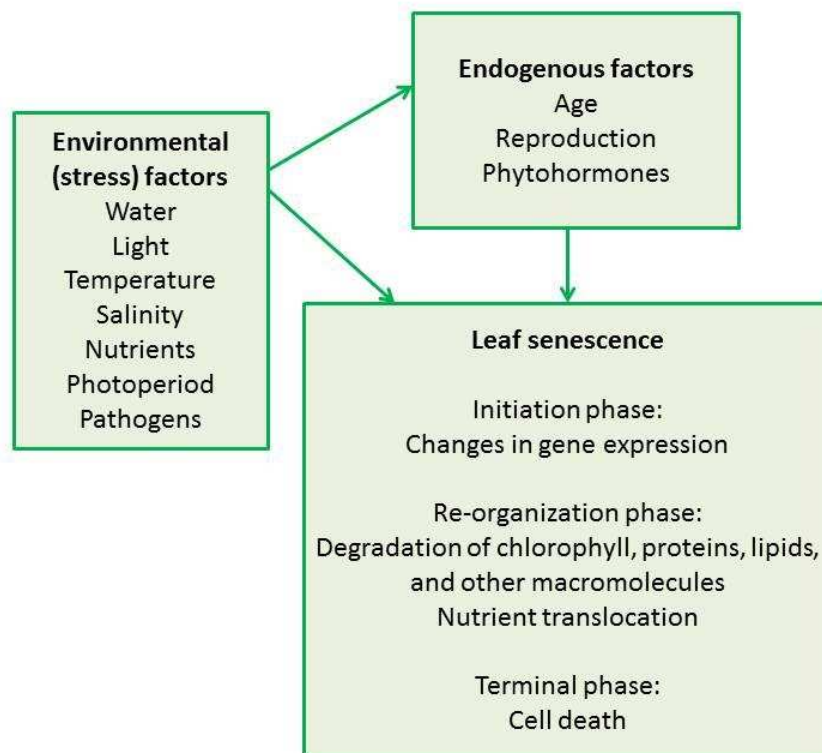 Environmental
(stress) factors
Water
Light
Temperature
Salinity
Nutrients
Photoperiod
Pathogens
Endogenous factors
Age
Reproduction
Phytohormones
Leaf senescence
Initiation phase:
Changes in gene expression
Re-organization phase:
Degradation of chlorophyll, proteins, lipids,
and other macromolecules
Nutrient translocation
Terminal phase:
Cell death